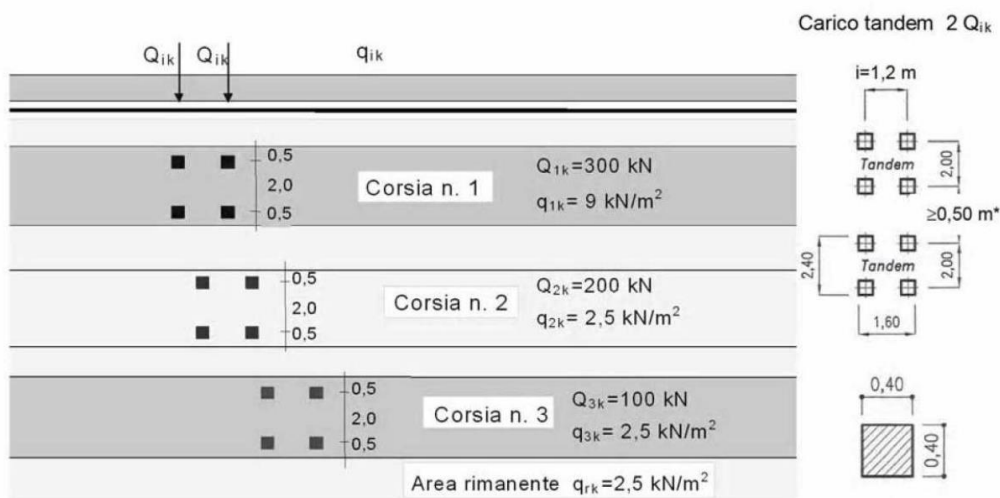 Carico tandem 2 Qik
Qik Qik qik
i=1,2 m
Tandem
2,00
≥0,50 m*
Tandem
2,00
2,40
1,60
0,40
0,40
0,5
2,0
0,5
Corsia n. 1
Q1k=300 kN
q1k= 9 kN/m²
0,5
2,0
0,5
Corsia n. 2
Q2k=200 kN
q2k= 2,5 kN/m²
0,5
2,0
0,5
Corsia n. 3
Q3k=100 kN
q3k= 2,5 kN/m²
Area rimanente qrk=2,5 kN/m²